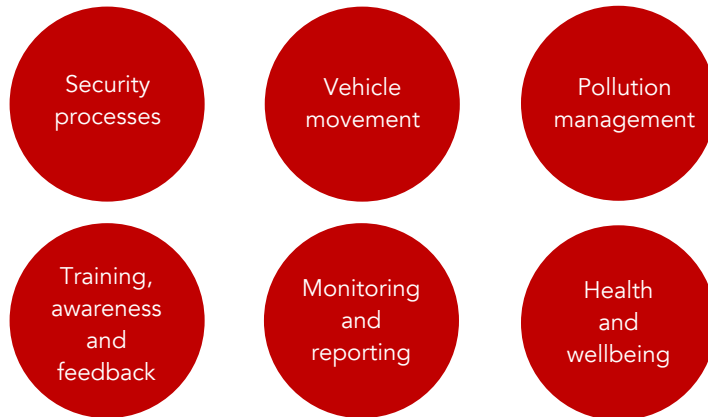 Security
processes
Vehicle
movement
Pollution
management
Training,
awareness
and
feedback
Monitoring
and
reporting
Health
and
wellbeing